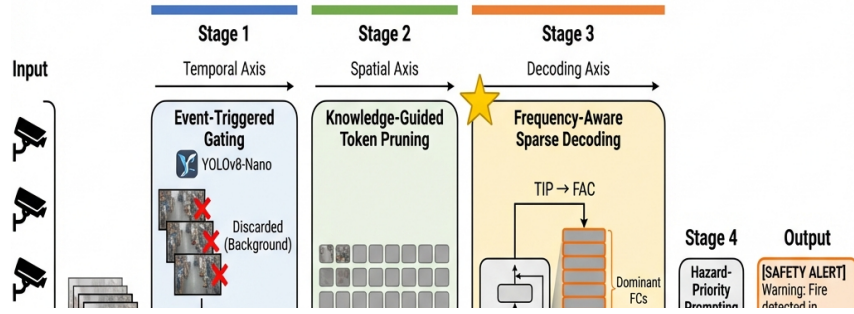 Stage 1
Stage 2
Stage 3
Input
Temporal Axis
Spatial Axis
Decoding Axis
Event-Triggered
Gating
YOLOv8-Nano
Discarded
(Background)
Knowledge-Guided
Token Pruning
Frequency-Aware
Sparse Decoding
TIP → FAC
Dominant
FCs
Stage 4
Hazard-
Priority
Prompting
Output
[SAFETY ALERT]
Warning: Fire
detected in